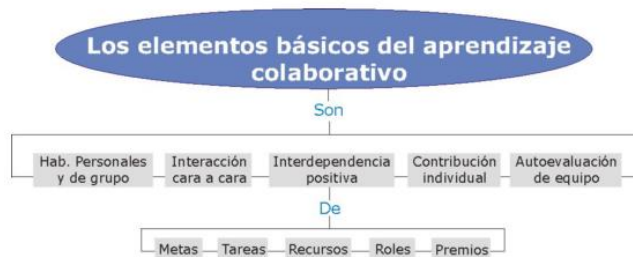 Los elementos básicos del aprendizaje
colaborativo
Son
Hab. Personales
y de grupo
Interacción
cara a cara
Interdependencia
positiva
Contribución
individual
Autoevaluación
de equipo
De
Metas
Tareas
Recursos
Roles
Premios